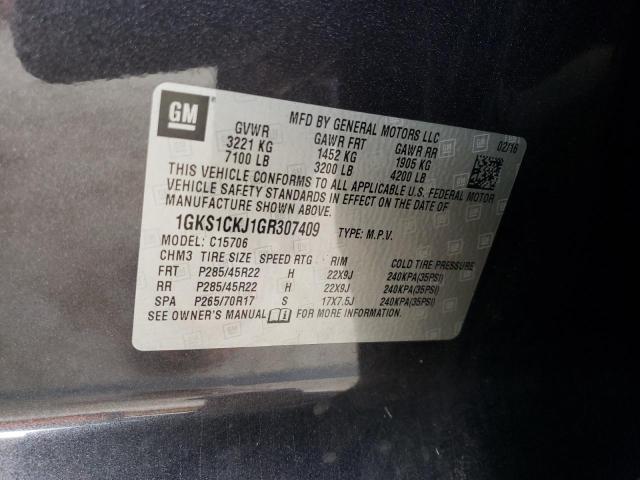 GM
MFD BY GENERAL MOTORS LLC
GVWR GAWR FRT GAWR RR 02/16
3221 KG 1452 KG 1905 KG
7100 LB 3200 LB 4200 LB
THIS VEHICLE CONFORMS TO ALL APPLICABLE U.S. FEDERAL MOTOR
VEHICLE SAFETY STANDARDS IN EFFECT ON THE DATE OF
MANUFACTURE SHOWN ABOVE.
1GKS1CKJ1GR307409 TYPE: M.P.V.
MODEL: C15706
CHM3 TIRE SIZE SPEED RTG RIM COLD TIRE PRESSURE
FRT P285/45R22 H 22X9J 240KPA(35PSI)
RR P285/45R22 H 22X9J 240KPA(35PSI)
SPA P265/70R17 S 17X7.5J 240KPA(35PSI)
SEE OWNER'S MANUAL FOR MORE INFORMATION.